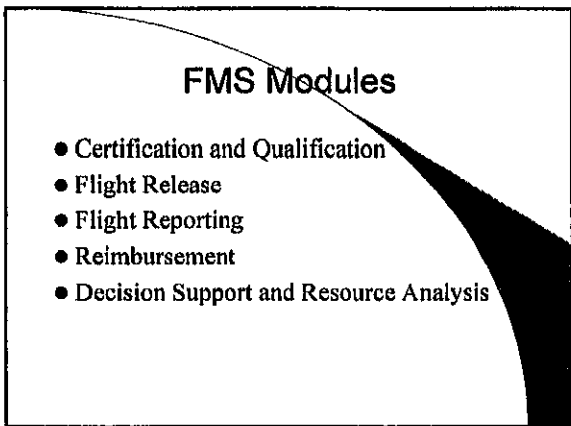 FMS Modules
● Certification and Qualification
● Flight Release
● Flight Reporting
● Reimbursement
● Decision Support and Resource Analysis